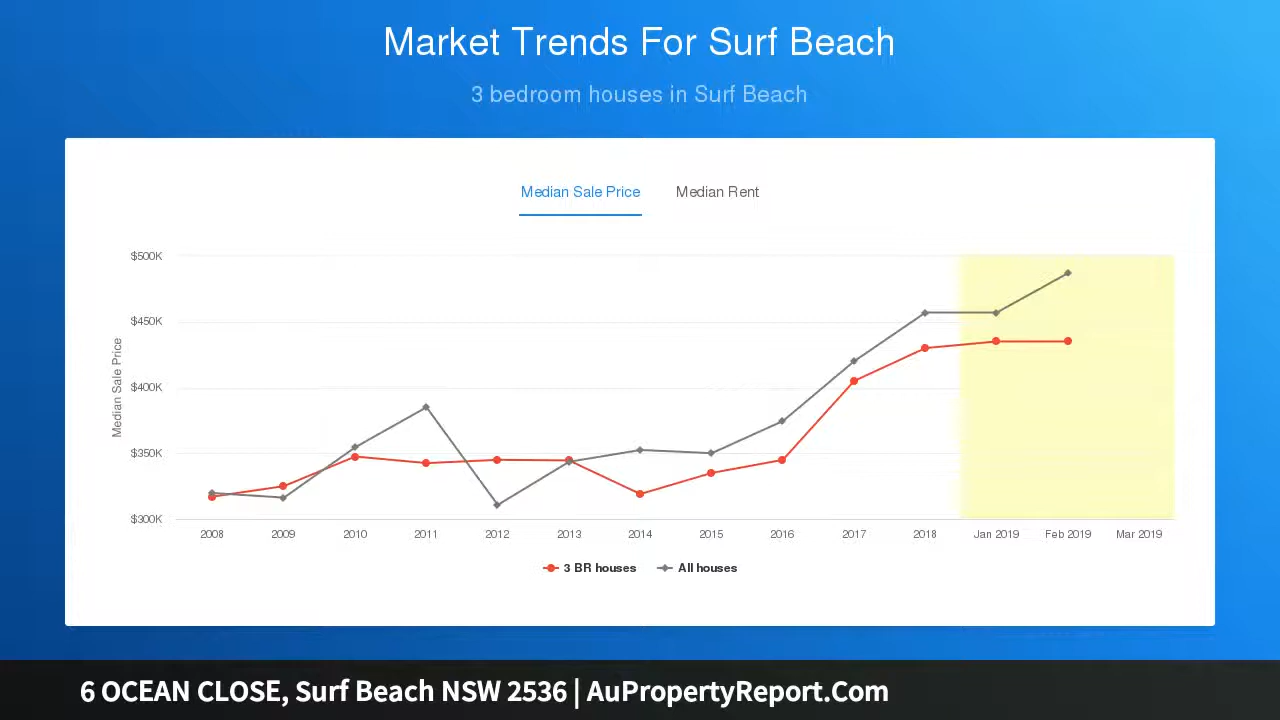 Market Trends For Surf Beach
3 bedroom houses in Surf Beach
Median Sale Price Median Rent
$500K
$450K
$400K
$350K
$300K
Median Sale Price
2008 2009 2010 2011 2012 2013 2014 2015 2016 2017 2018 Jan 2019 Feb 2019 Mar 2019
3 BR houses All houses
6 OCEAN CLOSE, Surf Beach NSW 2536 | AuPropertyReport.Com